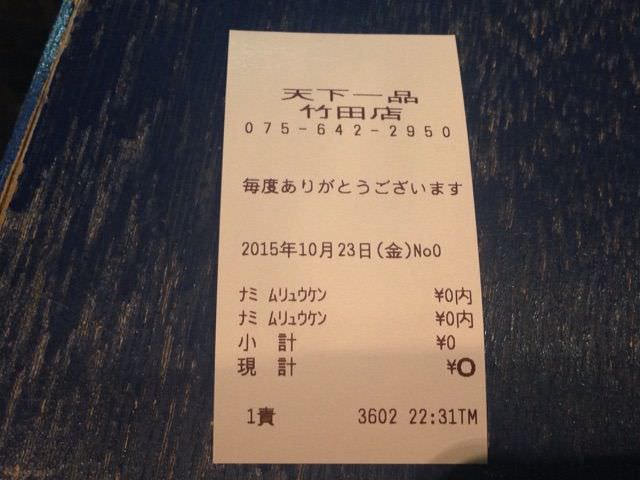 天下一品
竹田店
075-642-2950
毎度ありがとうございます
2015年10月23日(金)No0
ﾅﾐ ﾑﾘｮｳｹﾝ ¥0内
ﾅﾐ ﾑﾘｮｳｹﾝ ¥0内
小 計 ¥0
現 計 ¥0
1責 3602 22:31TM